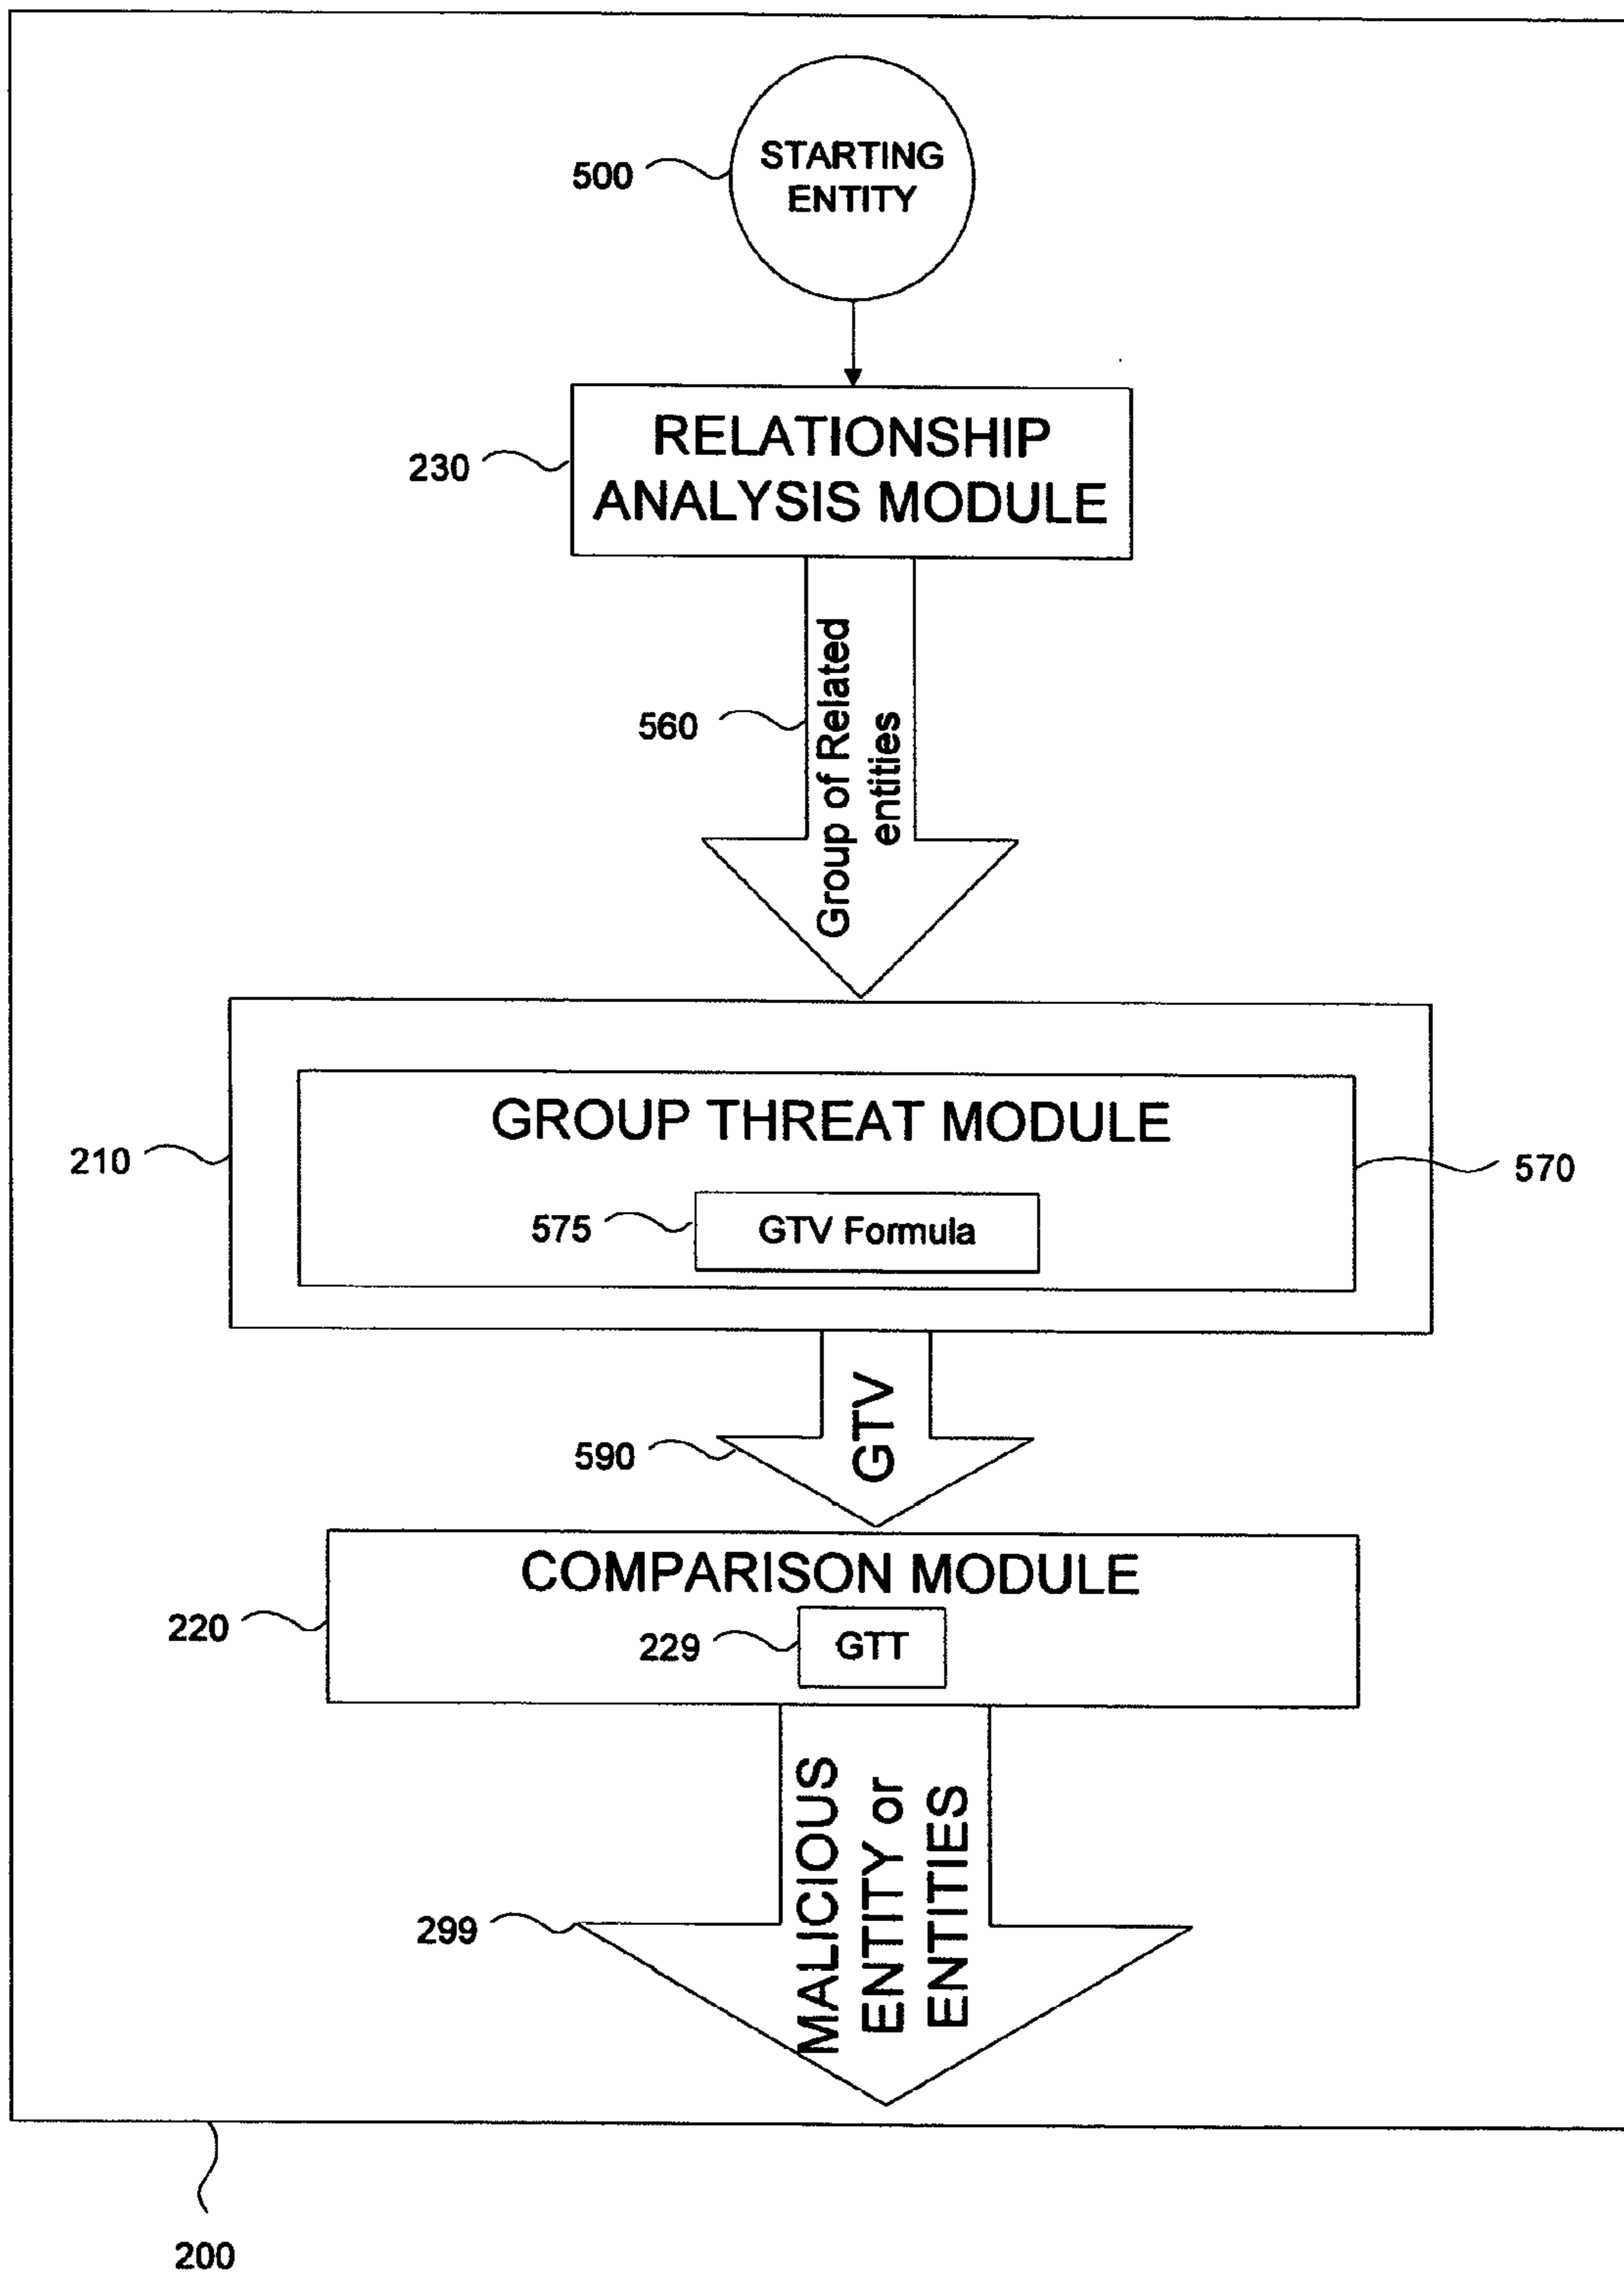 STARTING
ENTITY
500
RELATIONSHIP
ANALYSIS MODULE
230
Group of Related
entities
560
GROUP THREAT MODULE
210
570
575
GTV Formula
GTV
590
COMPARISON MODULE
220
229
GTT
MALICIOUS
ENTITY or
ENTITIES
299
200